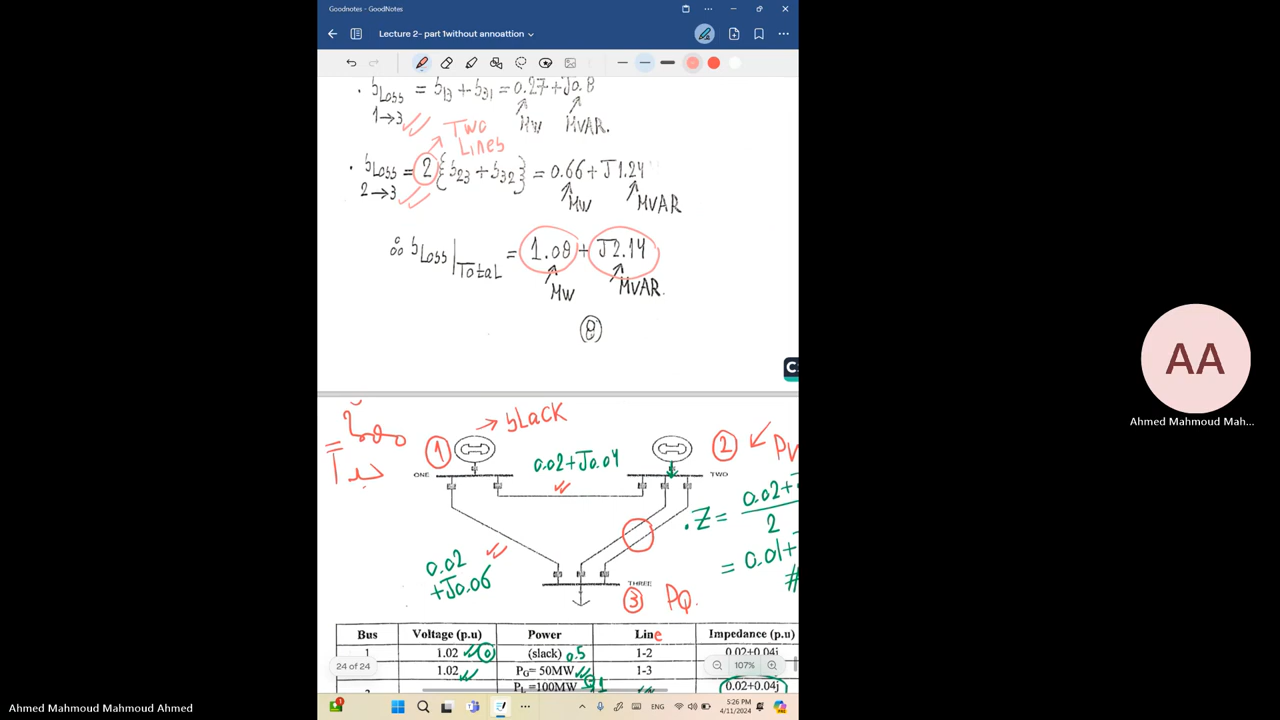 Goodnotes - GoodNotes
Lecture 2- part 1without annoattion
S Loss 1→3 = S13 + S31 = 0.27 + J0.8
MW MVAR.
Two Lines
S Loss 2→3 = 2 {S23 + S32} = 0.66 + J1.24
MW MVAR
∴ S Loss | Total = 1.08 + J2.14
MW MVAR.
8
→ SLACK
1
2
PV
ONE
0.02+J0.04
TWO
.Z = 0.02+J / 2
= 0.01+
#
0.02
+J0.06
THREE
3 PQ.
Bus Voltage (p.u) Power Line Impedance (p.u)
1 1.02 0 (slack) 0.5 1-2 0.02+0.04j
1.02 PG= 50MW 1-3
PL =100MW 0.02+0.04j
24 of 24
107%
C
AA
Ahmed Mahmoud Mah...
Ahmed Mahmoud Mahmoud Ahmed
ENG
5:26 PM
4/11/2024